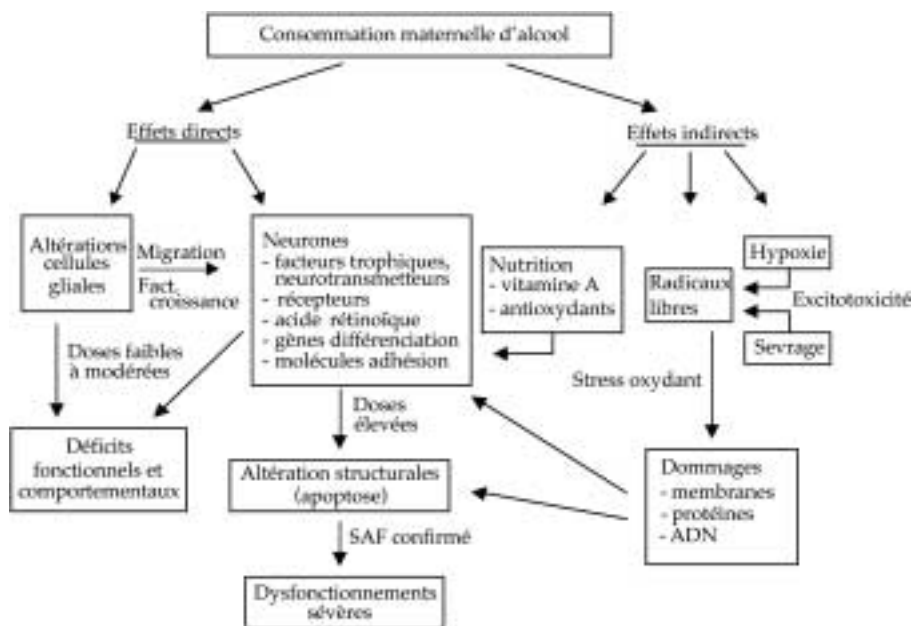 Consommation maternelle d'alcool
Effets directs
Effets indirects
Altérations
cellules
gliales
Migration
Fact.
croissance
Neurones
- facteurs trophiques,
neurotransmetteurs
- récepteurs
- acide rétinoïque
- gènes différenciation
- molécules adhésion
Nutrition
- vitamine A
- antioxydants
Radicaux
libres
Hypoxie
Excitotoxicité
Sevrage
Doses faibles
à modérées
Stress oxydant
Doses
élevées
Déficits
fonctionnels et
comportementaux
Altération structurales
(apoptose)
Dommages
- membranes
- protéines
- ADN
SAF confirmé
Dysfonctionnements
sévères